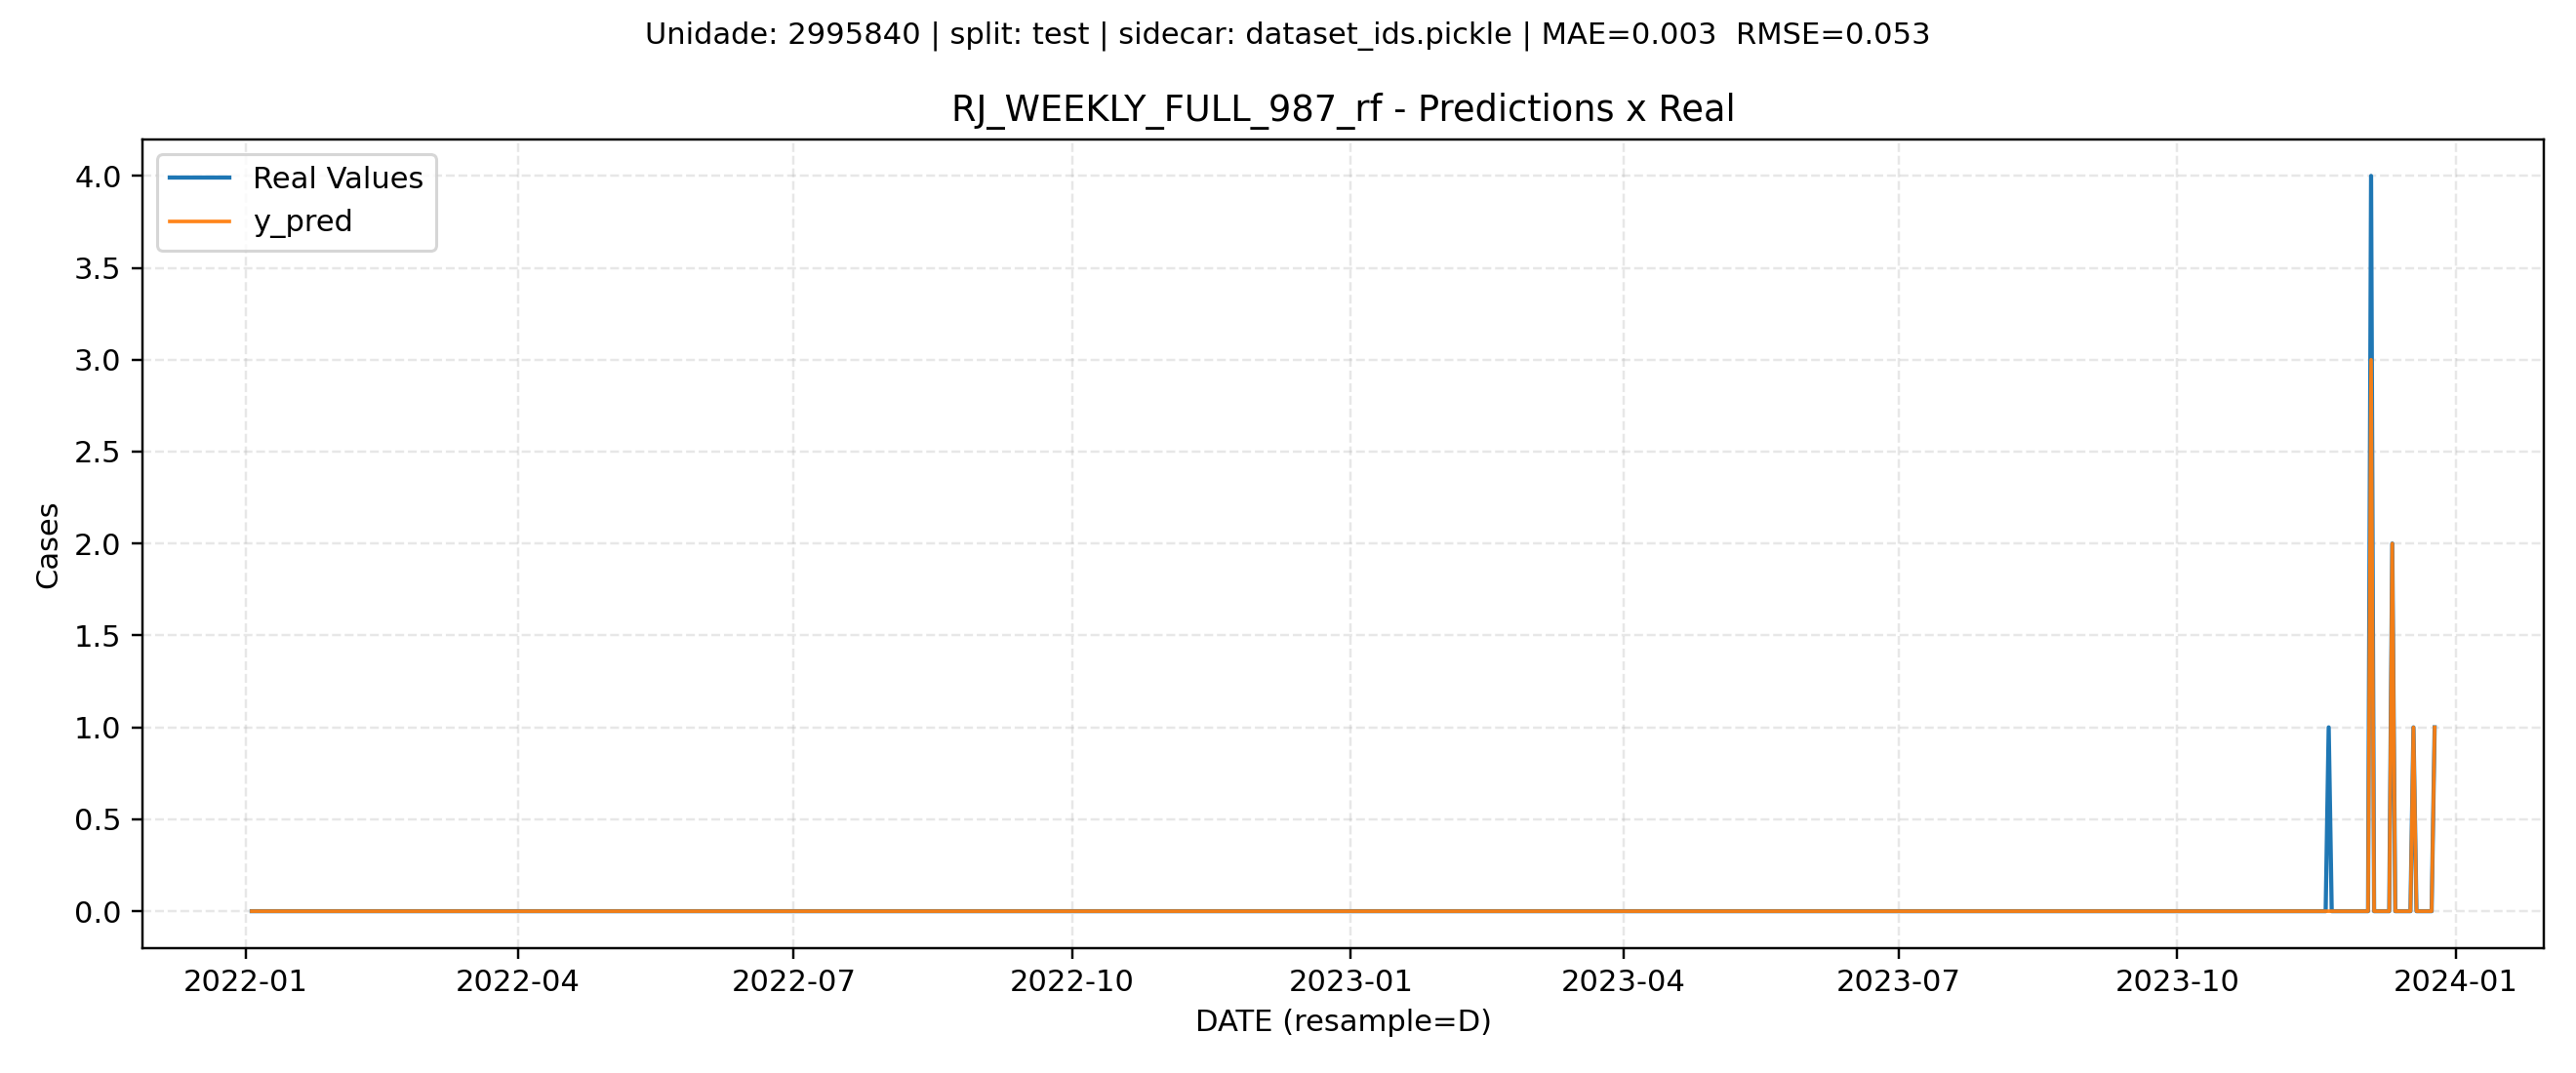 Unidade: 2995840 | split: test | sidecar: dataset_ids.pickle | MAE=0.003  RMSE=0.053
RJ_WEEKLY_FULL_987_rf - Predictions x Real
Real Values
y_pred
Cases
4.0
3.5
3.0
2.5
2.0
1.5
1.0
0.5
0.0
2022-01 2022-04 2022-07 2022-10 2023-01 2023-04 2023-07 2023-10 2024-01
DATE (resample=D)